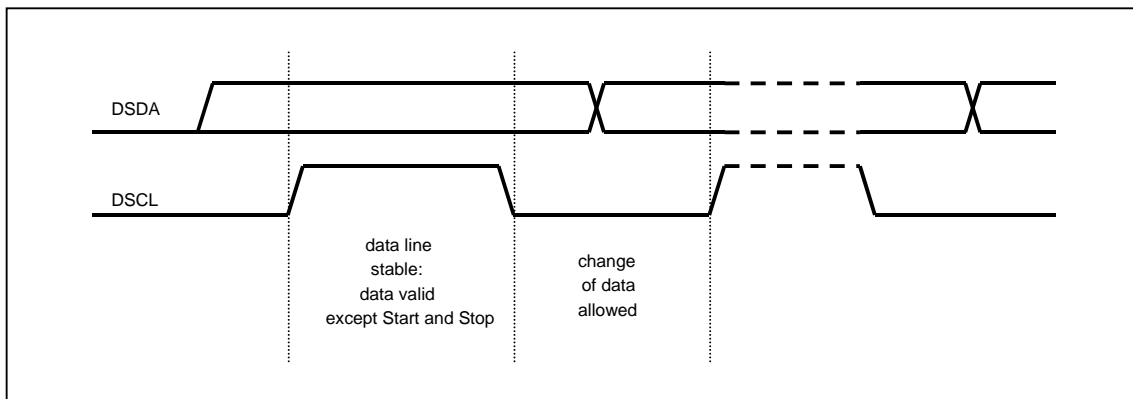 DSDA
DSCL
data line
stable:
data valid
except Start and Stop
change
of data
allowed